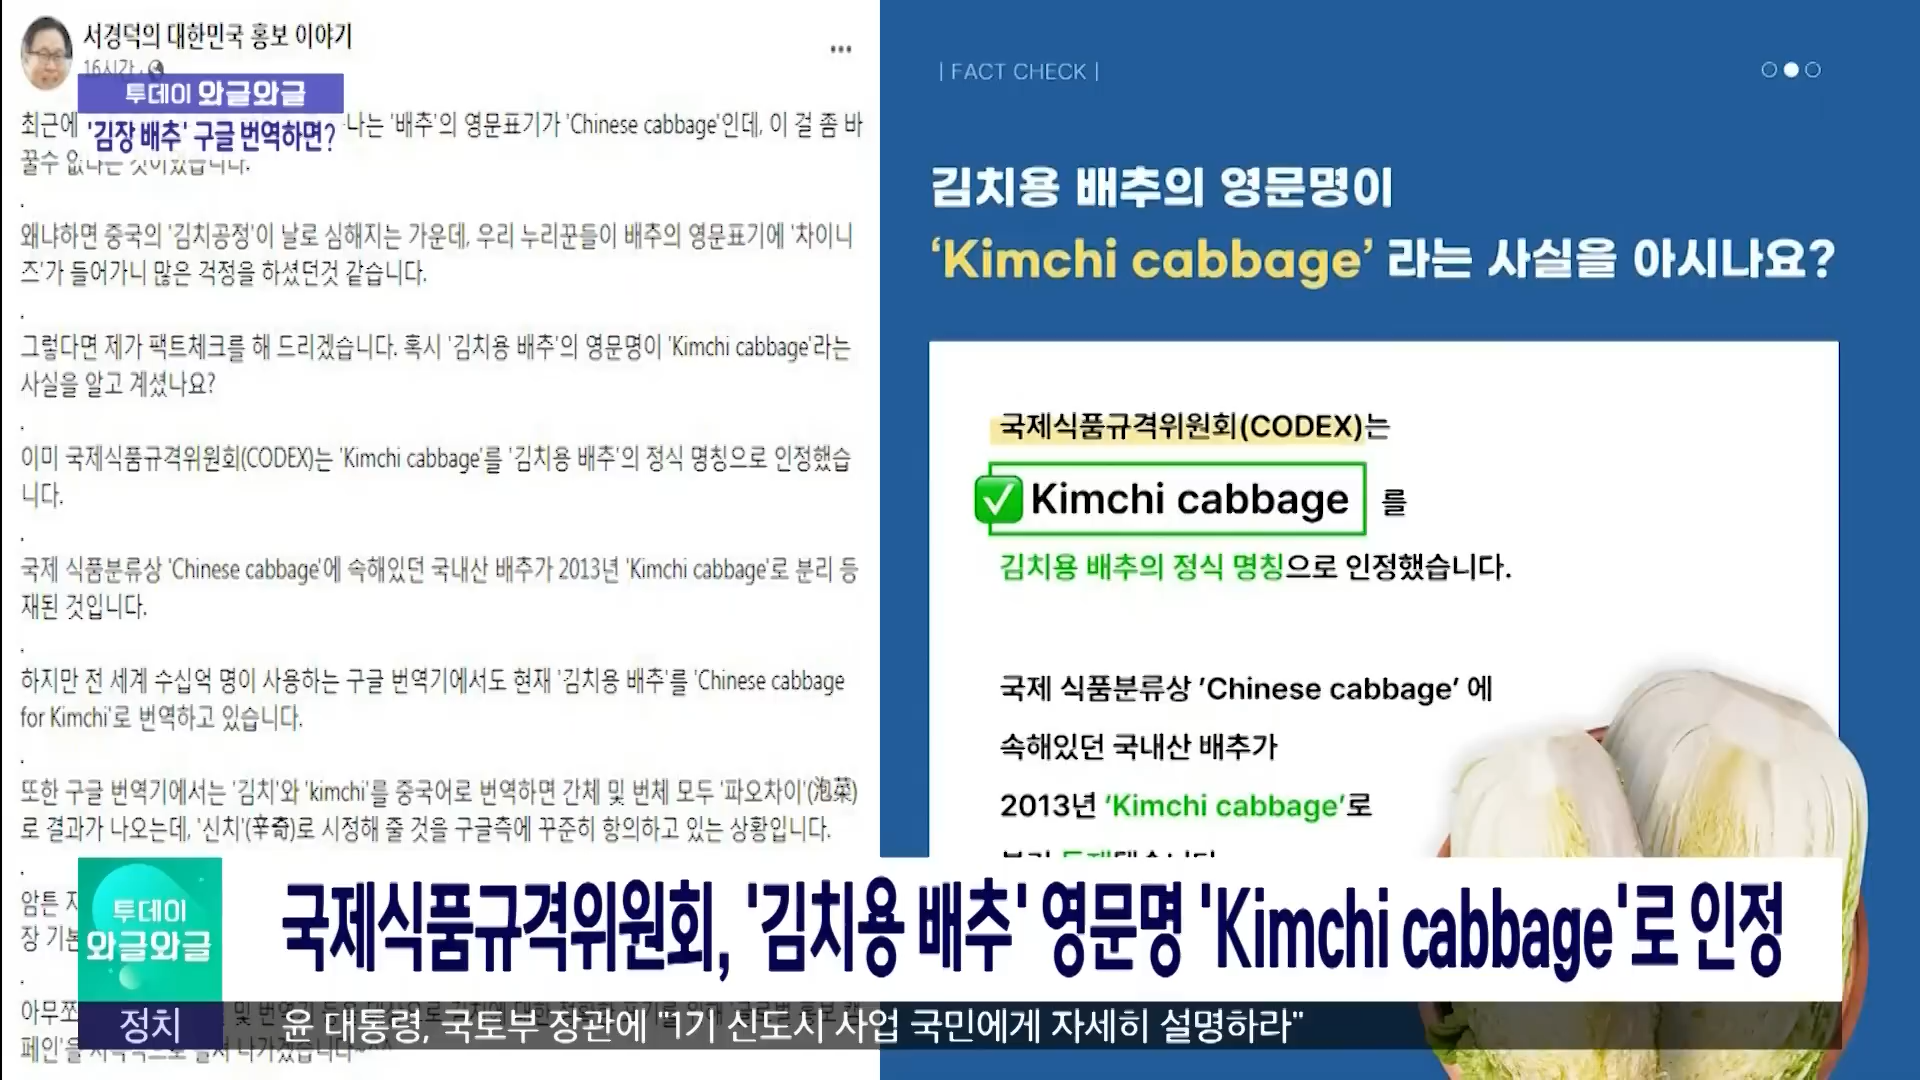 서경덕의 대한민국 홍보 이야기
16시간
투데이 와글와글
'김장 배추' 구글 번역하면?
최근에
나는 '배추'의 영문표기가 'Chinese cabbage'인데, 이 걸 좀 바
꿀수 없냐는 것이었습니다.
.
왜냐하면 중국의 '김치공정'이 날로 심해지는 가운데, 우리 누리꾼들이 배추의 영문표기에 '차이니
즈'가 들어가니 많은 걱정을 하셨던것 같습니다.
.
그렇다면 제가 팩트체크를 해 드리겠습니다. 혹시 '김치용 배추'의 영문명이 'Kimchi cabbage'라는
사실을 알고 계셨나요?
.
이미 국제식품규격위원회(CODEX)는 'Kimchi cabbage'를 '김치용 배추'의 정식 명칭으로 인정했습
니다.
.
국제 식품분류상 'Chinese cabbage'에 속해있던 국내산 배추가 2013년 'Kimchi cabbage'로 분리 등
재된 것입니다.
.
하지만 전 세계 수십억 명이 사용하는 구글 번역기에서도 현재 '김치용 배추'를 'Chinese cabbage
for Kimchi'로 번역하고 있습니다.
.
또한 구글 번역기에서는 '김치'와 'kimchi'를 중국어로 번역하면 간체 및 번체 모두 '파오차이'(泡菜)
로 결과가 나오는데, '신치'(辛奇)로 시정해 줄 것을 구글측에 꾸준히 항의하고 있는 상황입니다.
.
암튼
장 기본
.
아무쪼
| FACT CHECK |
김치용 배추의 영문명이
‘Kimchi cabbage’ 라는 사실을 아시나요?
국제식품규격위원회(CODEX)는
✅ Kimchi cabbage 를
김치용 배추의 정식 명칭으로 인정했습니다.
국제 식품분류상 ’Chinese cabbage’ 에
속해있던 국내산 배추가
2013년 ’Kimchi cabbage’로
투데이
와글와글
국제식품규격위원회, '김치용 배추' 영문명 'Kimchi cabbage'로 인정
정치
윤 대통령, 국토부 장관에 "1기 신도시 사업 국민에게 자세히 설명하라"